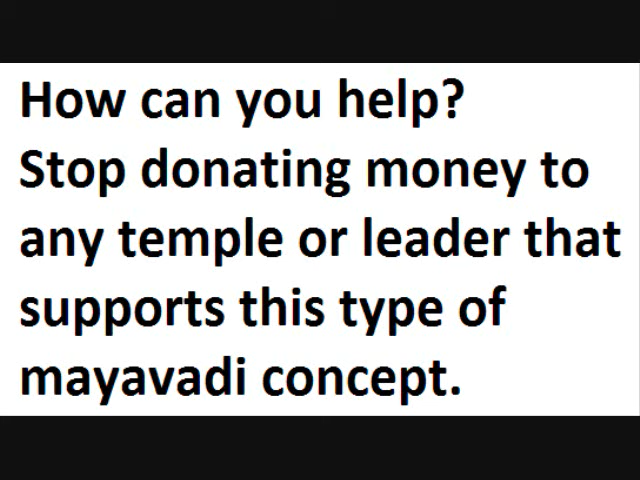 How can you help?
Stop donating money to
any temple or leader that
supports this type of
mayavadi concept.